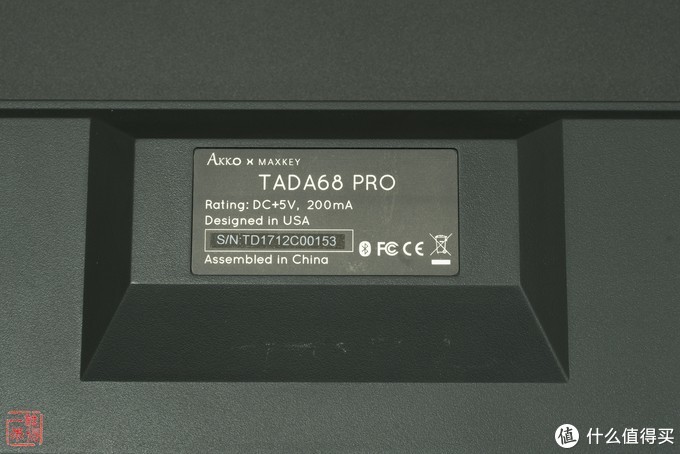 AKKO × MAXKEY
TADA68 PRO
Rating: DC+5V, 200mA
Designed in USA
S/N:TD1712C00153
FC CE
Assembled in China
值 什么值得买